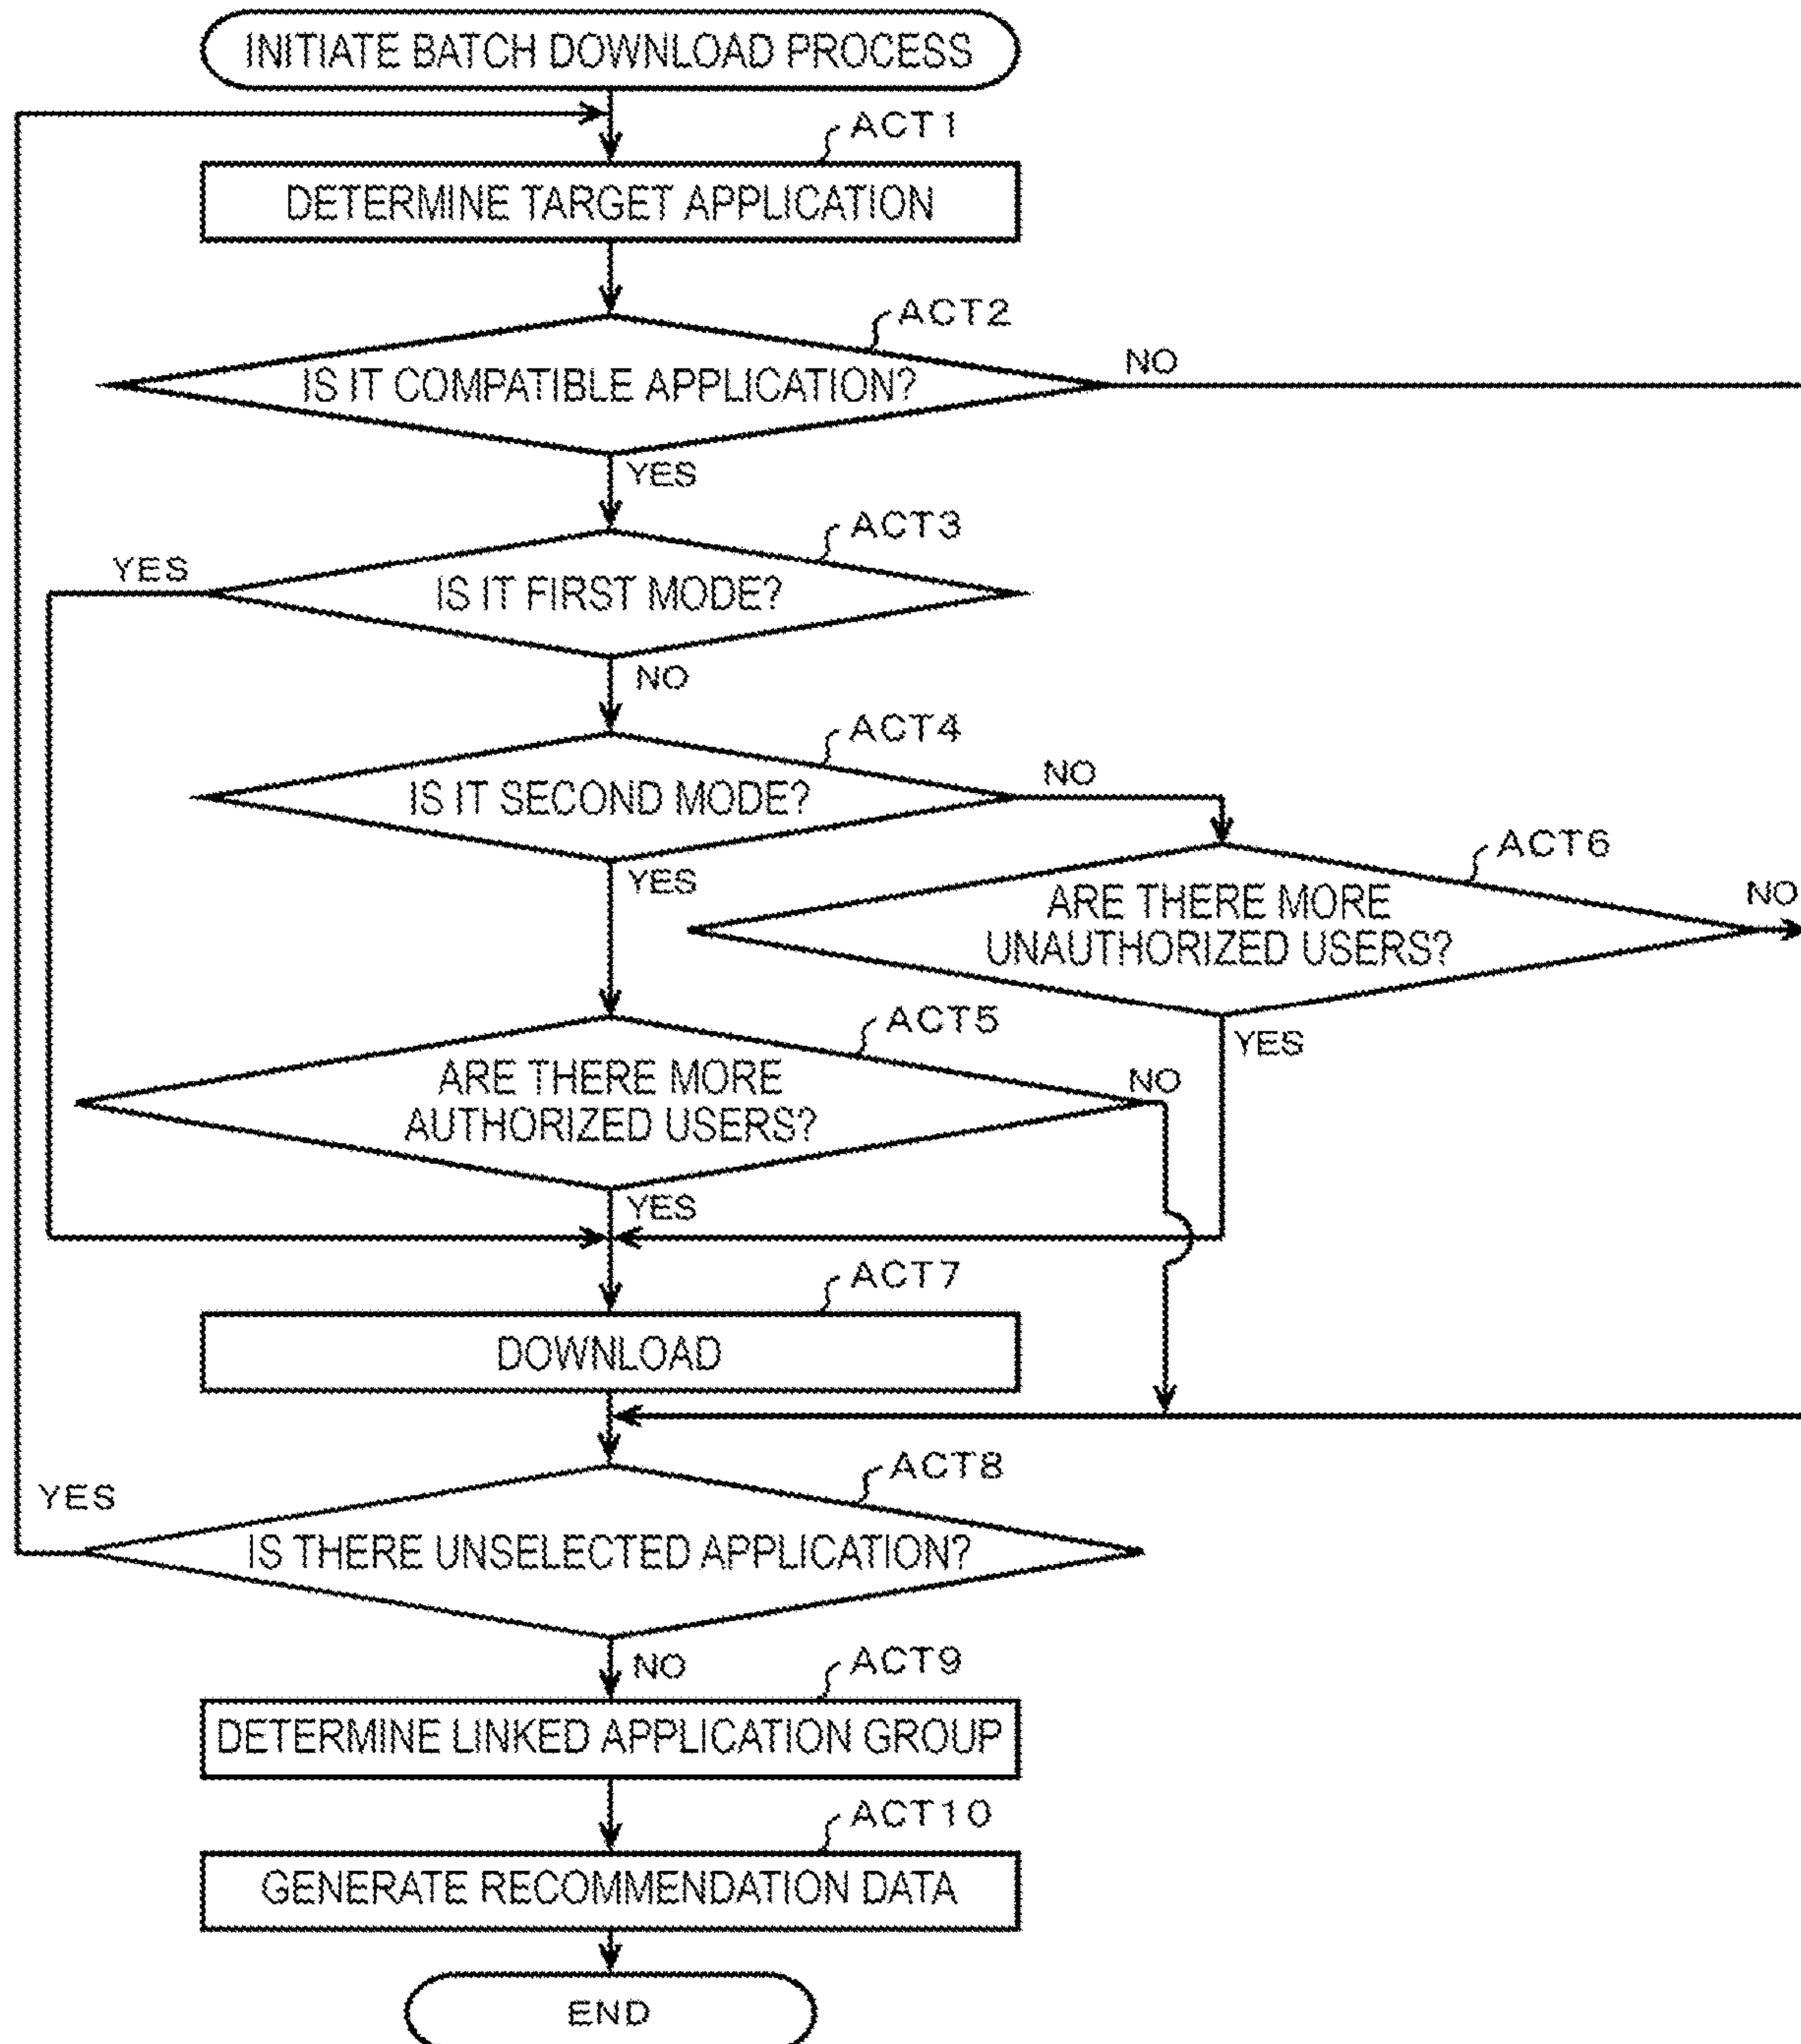 INITIATE BATCH DOWNLOAD PROCESS
ACT1
DETERMINE TARGET APPLICATION
ACT2
IS IT COMPATIBLE APPLICATION?
NO
YES
ACT3
YES
IS IT FIRST MODE?
NO
ACT4
IS IT SECOND MODE?
NO
YES
ACT6
ARE THERE MORE
UNAUTHORIZED USERS?
NO
YES
ACT5
ARE THERE MORE
AUTHORIZED USERS?
NO
YES
ACT7
DOWNLOAD
ACT8
YES
IS THERE UNSELECTED APPLICATION?
NO
ACT9
DETERMINE LINKED APPLICATION GROUP
ACT10
GENERATE RECOMMENDATION DATA
END